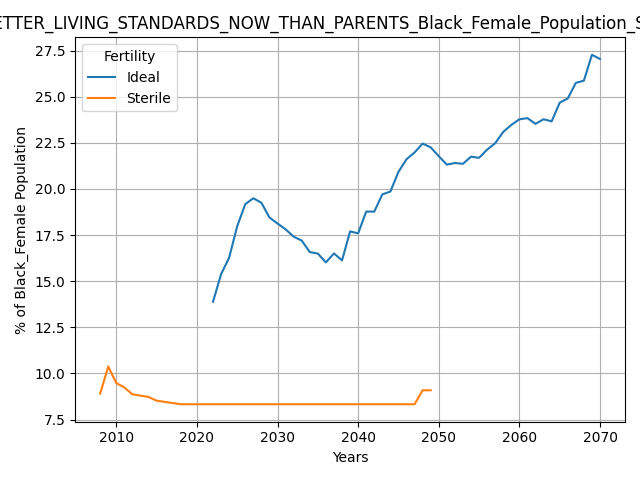 ETTER_LIVING_STANDARDS_NOW_THAN_PARENTS_Black_Female_Population_S
Fertility
Ideal
Sterile
% of Black_Female Population
27.5
25.0
22.5
20.0
17.5
15.0
12.5
10.0
7.5
2010 2020 2030 2040 2050 2060 2070
Years